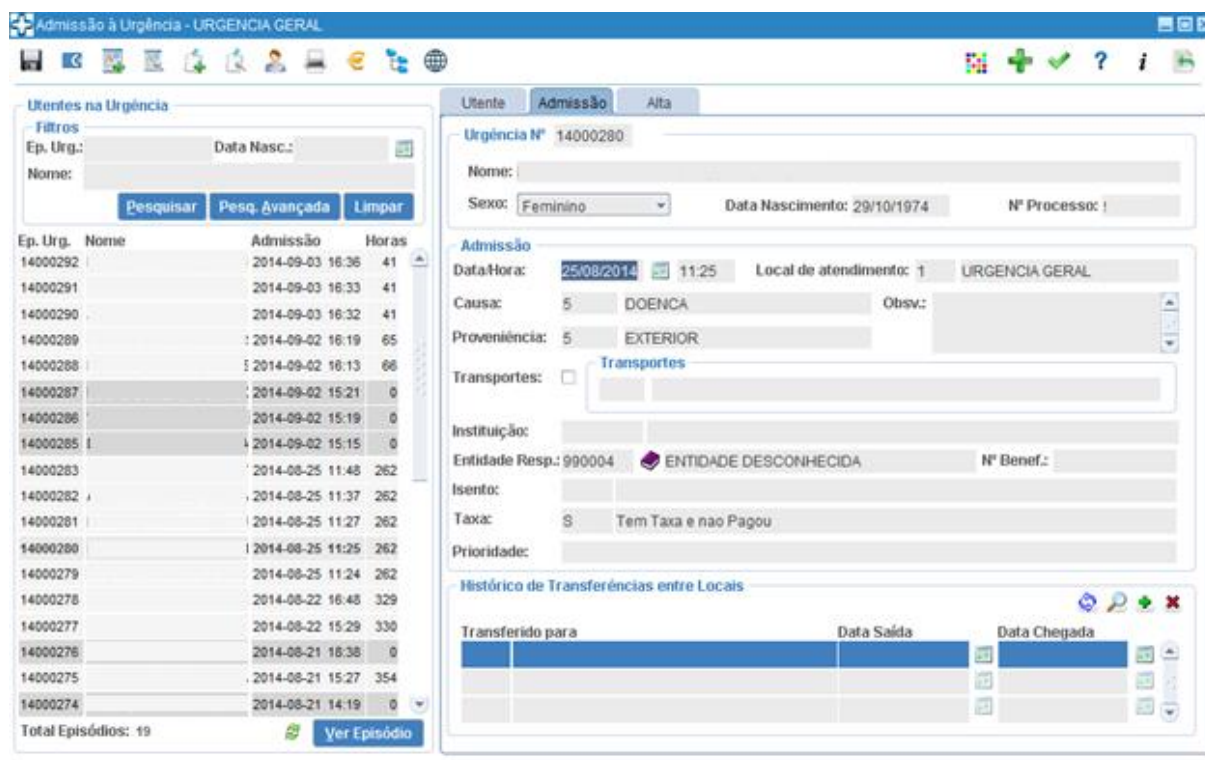 Admissão à Urgência - URGENCIA GERAL
Utentes na Urgência
Filtros
Ep. Urg.: Data Nasc.:
Nome:
Pesquisar Pesq. Avançada Limpar
Ep. Urg. Nome Admissão Horas
14000292 2014-09-03 16:36 41
14000291 2014-09-03 16:33 41
14000290 2014-09-03 16:32 41
14000289 2014-09-02 16:19 65
14000288 2014-09-02 16:13 66
14000287 2014-09-02 15:21 0
14000286 2014-09-02 15:19 0
14000285 2014-09-02 15:15 0
14000283 2014-08-25 11:48 262
14000282 2014-08-25 11:37 262
14000281 2014-08-25 11:27 262
14000280 2014-08-25 11:25 262
14000279 2014-08-25 11:24 262
14000278 2014-08-22 16:48 329
14000277 2014-08-22 15:29 330
14000276 2014-08-21 18:38 0
14000275 2014-08-21 15:27 354
14000274 2014-08-21 14:19 0
Total Episódios: 19 Ver Episódio
Utente Admissão Alta
Urgência Nº 14000280
Nome:
Sexo: Feminino Data Nascimento: 29/10/1974 Nº Processo:
Admissão
Data/Hora: 25/08/2014 11:25 Local de atendimento: 1 URGENCIA GERAL
Causa: 5 DOENCA Obsv.:
Proveniência: 5 EXTERIOR
Transportes: Transportes
Instituição:
Entidade Resp.: 990004 ENTIDADE DESCONHECIDA Nº Benef.:
Isento:
Taxa: S Tem Taxa e nao Pagou
Prioridade:
Histórico de Transferências entre Locais
Transferido para Data Saída Data Chegada